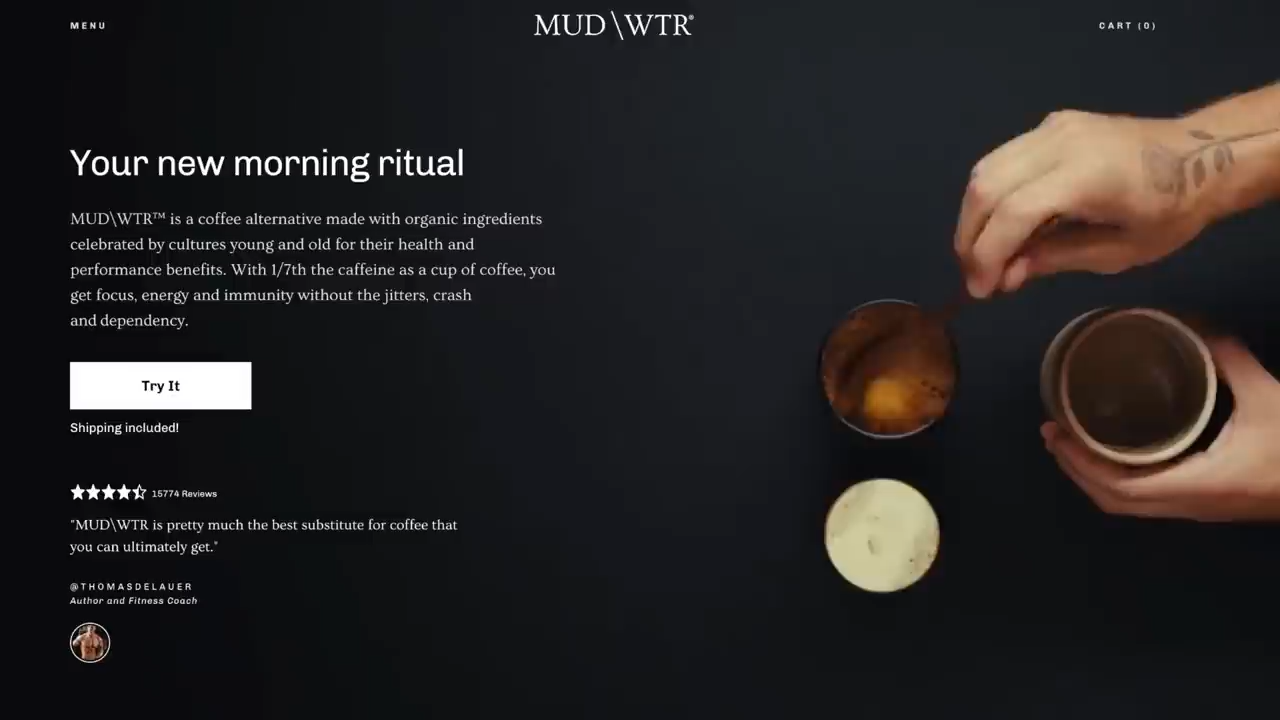 MENU
MUD\WTR®
CART (0)
Your new morning ritual
MUD\WTR™ is a coffee alternative made with organic ingredients
celebrated by cultures young and old for their health and
performance benefits. With 1/7th the caffeine as a cup of coffee, you
get focus, energy and immunity without the jitters, crash
and dependency.
Try It
Shipping included!
15774 Reviews
"MUD\WTR is pretty much the best substitute for coffee that
you can ultimately get."
@THOMASDELAUER
Author and Fitness Coach